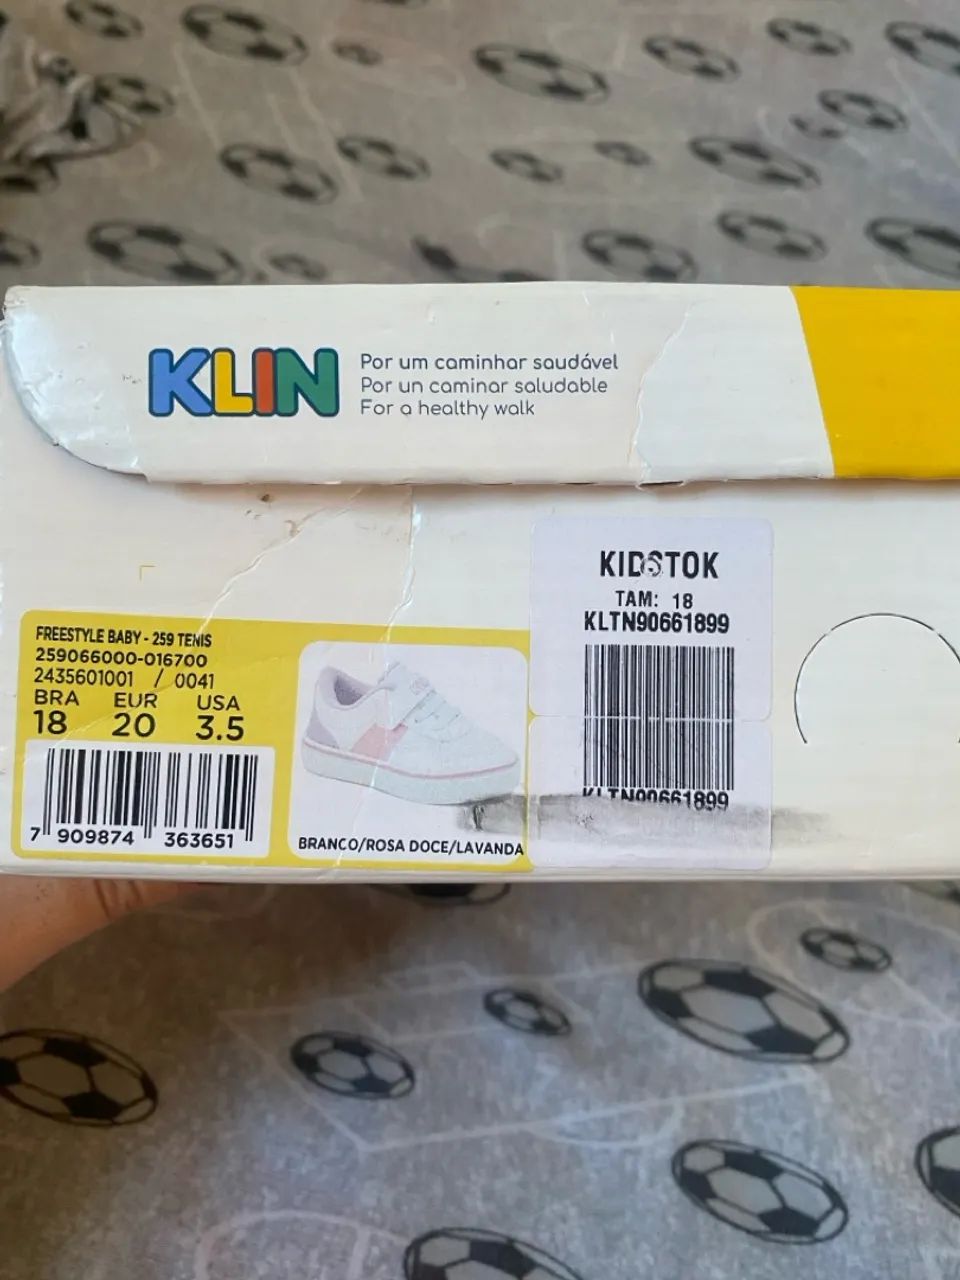 KLIN
Por um caminhar saudável
Por un caminar saludable
For a healthy walk
FREESTYLE BABY - 259 TENIS
259066000-016700
2435601001 / 0041
BRA EUR USA
18 20 3.5
7 909874 363651
BRANCO/ROSA DOCE/LAVANDA
KIDSTOK
TAM: 18
KLTN90661899
KLTN90661899